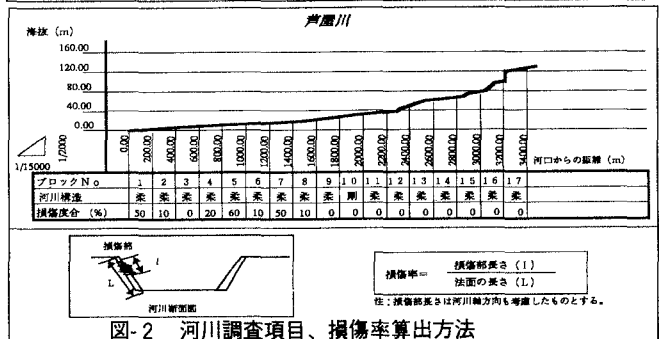 芦屋川
海抜 (m)
160.00
120.00
80.00
40.00
0.00
1/15000 1/2000
0.00 200.00 400.00 600.00 800.00 1000.00 1200.00 1400.00 1600.00 1800.00 2000.00 2200.00 2400.00 2600.00 2800.00 3000.00 3200.00 3400.00 河口からの距離 (m)
ブロックNo 1 2 3 4 5 6 7 8 9 10 11 12 13 14 15 16 17
河川構造 柔 柔 柔 柔 柔 柔 柔 柔 柔 剛 柔 柔 柔 柔 柔 柔 柔
損傷度合 (%) 50 10 0 20 60 10 50 10 0 0 0 0 0 0 0 0 0
損傷部
l
L
河川断面図
損傷率= 損傷部長さ (l)
法面の長さ (L)
注:損傷部長さは河川軸方向も考慮したものとする。
図-2 河川調査項目、損傷率算出方法